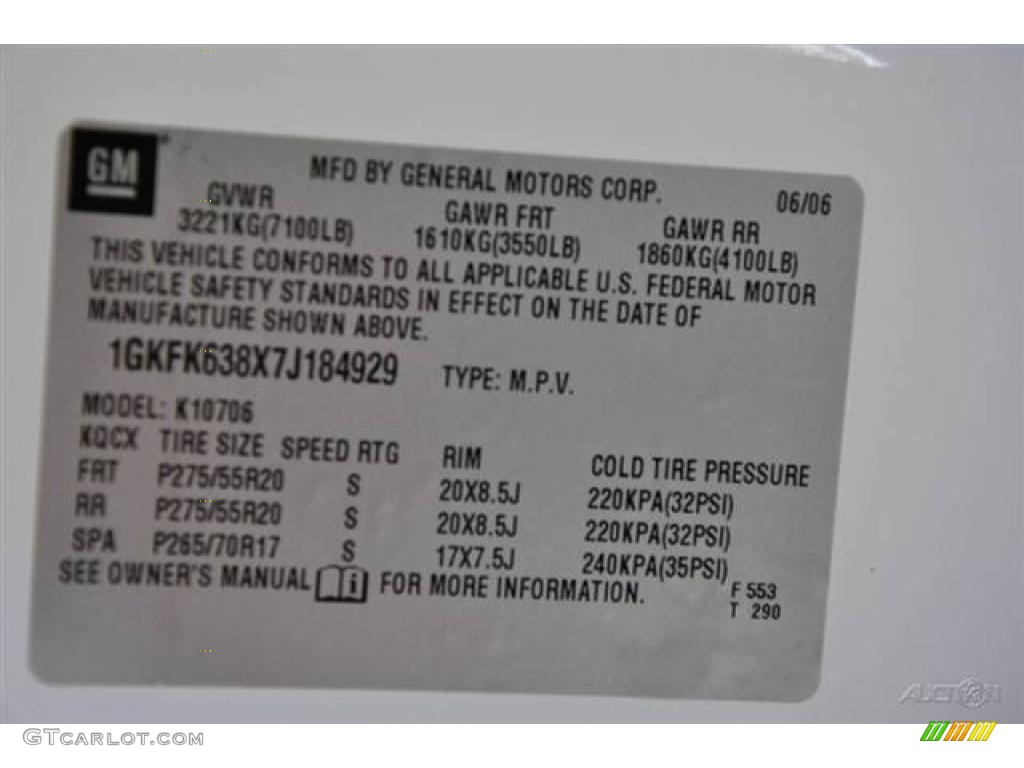 GM
MFD BY GENERAL MOTORS CORP.
06/06
GVWR GAWR FRT GAWR RR
3221KG(7100LB) 1610KG(3550LB) 1860KG(4100LB)
THIS VEHICLE CONFORMS TO ALL APPLICABLE U.S. FEDERAL MOTOR
VEHICLE SAFETY STANDARDS IN EFFECT ON THE DATE OF
MANUFACTURE SHOWN ABOVE.
1GKFK638X7J184929 TYPE: M.P.V.
MODEL: K10706
KQCX TIRE SIZE SPEED RTG RIM COLD TIRE PRESSURE
FRT P275/55R20 S 20X8.5J 220KPA(32PSI)
RR P275/55R20 S 20X8.5J 220KPA(32PSI)
SPA P265/70R17 S 17X7.5J 240KPA(35PSI)
SEE OWNER'S MANUAL i FOR MORE INFORMATION.
F 553
T 290
AUCTION123
GTCARLOT.COM